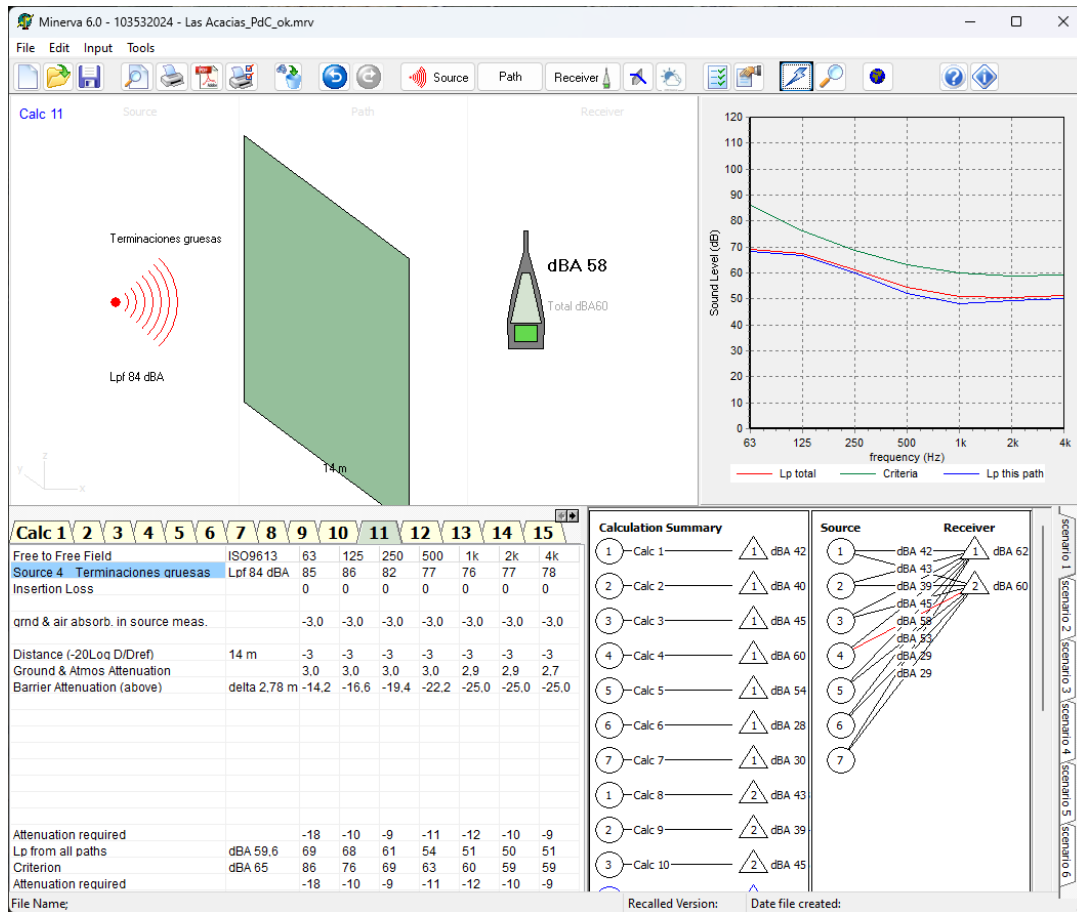 Minerva 6.0 - 103532024 - Las Acacias_PdC_ok.mrv
File Edit Input Tools
Source Path Receiver
Calc 11 Source Path Receiver
Terminaciones gruesas
Lpf 84 dBA
dBA 58
Total dBA60
14 m
z
y
x
Sound Level (dB)
120
110
100
90
80
70
60
50
40
30
20
10
0
63 125 250 500 1k 2k 4k
frequency (Hz)
Lp total Criteria Lp this path
Calc 1 2 3 4 5 6 7 8 9 10 11 12 13 14 15
Free to Free Field ISO9613 63 125 250 500 1k 2k 4k
Source 4 Terminaciones gruesas Lpf 84 dBA 85 86 82 77 76 77 78
Insertion Loss 0 0 0 0 0 0 0
grnd & air absorb. in source meas. -3,0 -3,0 -3,0 -3,0 -3,0 -3,0 -3,0
Distance (-20Log D/Dref) 14 m -3 -3 -3 -3 -3 -3 -3
Ground & Atmos Attenuation 3,0 3,0 3,0 3,0 2,9 2,9 2,7
Barrier Attenuation (above) delta 2,78 m -14,2 -16,6 -19,4 -22,2 -25,0 -25,0 -25,0
Attenuation required -18 -10 -9 -11 -12 -10 -9
Lp from all paths dBA 59,6 69 68 61 54 51 50 51
Criterion dBA 65 86 76 69 63 60 59 59
Attenuation required -18 -10 -9 -11 -12 -10 -9
Calculation Summary
1 Calc 1 1 dBA 42
2 Calc 2 1 dBA 40
3 Calc 3 1 dBA 45
4 Calc 4 1 dBA 60
5 Calc 5 1 dBA 54
6 Calc 6 1 dBA 28
7 Calc 7 1 dBA 30
1 Calc 8 2 dBA 43
2 Calc 9 2 dBA 39
3 Calc 10 2 dBA 45
Source Receiver
1 dBA 42 1 dBA 62
dBA 43
2 dBA 39 2 dBA 60
dBA 45
3 dBA 58
dBA 53
4 dBA 29
dBA 29
5
6
7
scenario 1
scenario 2
scenario 3
scenario 4
scenario 5
scenario 6
File Name; Recalled Version: Date file created: